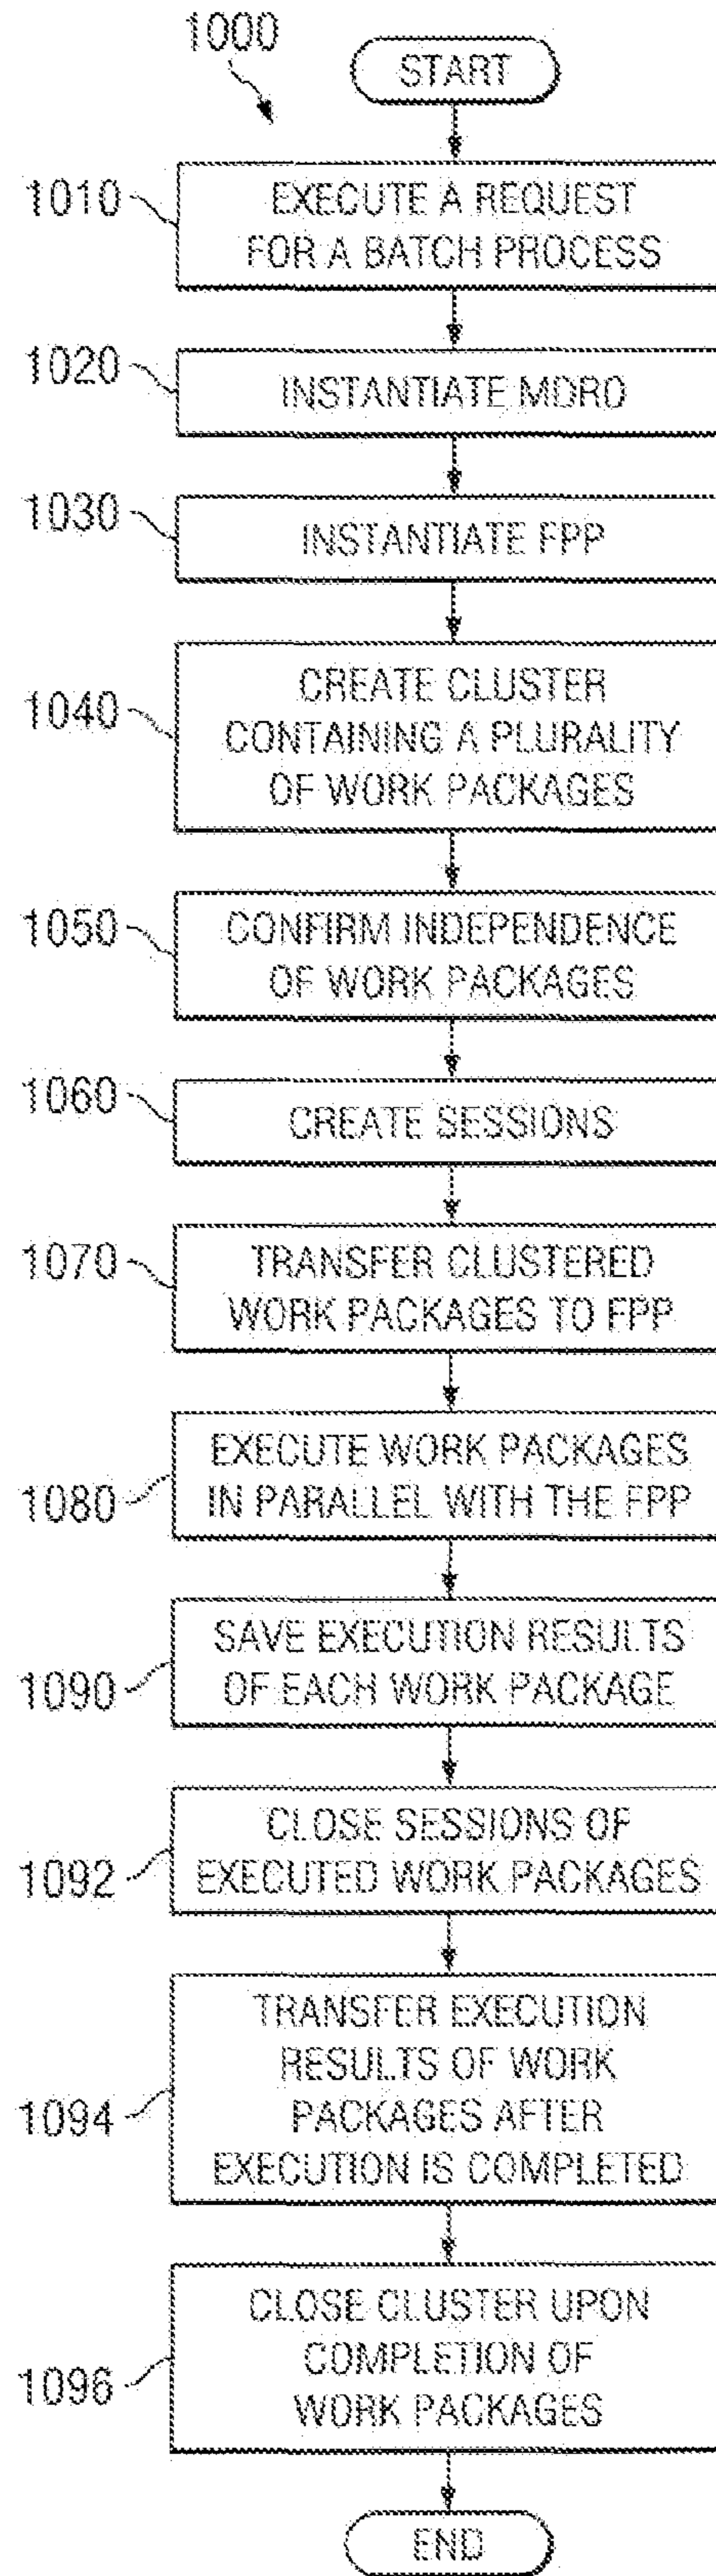 1000
START
1010
EXECUTE A REQUEST
FOR A BATCH PROCESS
1020
INSTANTIATE MDRO
1030
INSTANTIATE FPP
1040
CREATE CLUSTER
CONTAINING A PLURALITY
OF WORK PACKAGES
1050
CONFIRM INDEPENDENCE
OF WORK PACKAGES
1060
CREATE SESSIONS
1070
TRANSFER CLUSTERED
WORK PACKAGES TO FPP
1080
EXECUTE WORK PACKAGES
IN PARALLEL WITH THE FPP
1090
SAVE EXECUTION RESULTS
OF EACH WORK PACKAGE
1092
CLOSE SESSIONS OF
EXECUTED WORK PACKAGES
1094
TRANSFER EXECUTION
RESULTS OF WORK
PACKAGES AFTER
EXECUTION IS COMPLETED
1096
CLOSE CLUSTER UPON
COMPLETION OF
WORK PACKAGES
END